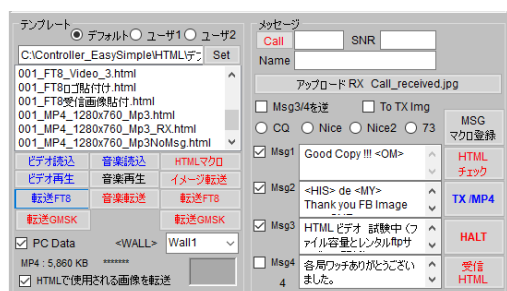 テンプレート
デフォルト ユーザ1 ユーザ2
C:\Controller_EasySimple\HTML\デフ Set
001_FT8_Video_3.html
001_FT8ロゴ貼付け.html
001_FT8受信画像貼付.html
001_MP4_1280x760_Mp3.html
001_MP4_1280x760_Mp3_RX.html
001_MP4_1280x760_Mp3NoMsg.html
ビデオ読込 音楽読込 HTMLマクロ
ビデオ再生 音楽再生 イメージ転送
転送FT8 音楽転送 転送FT8
転送GMSK 転送GMSK
PC Data <WALL> Wall1
MP4 : 5,860 KB *******
HTMLで使用される画像を転送
メッセージ
Call SNR
Name
アップロード RX Call_received.jpg
Msg3/4を逆 To TX Img
CQ Nice Nice2 73
MSG
マクロ登録
Msg1 Good Copy !!! <OM>
HTML
チェック
Msg2 <HIS> de <MY>
Thank you FB Image
TX /MP4
Msg3 HTML ビデオ 試験中 (フ
ァイル容量とレンタルftpサ
HALT
Msg4 各局ワッチありがとうござい
4 ました。
受信
HTML